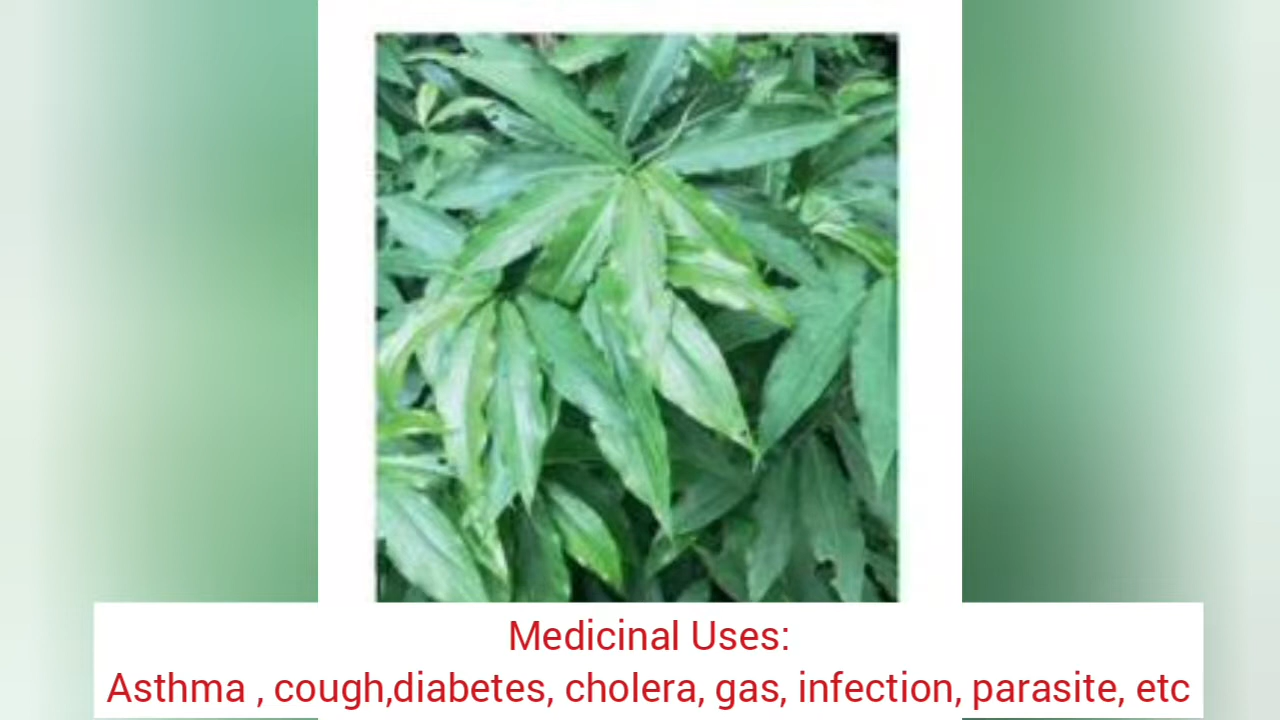 Medicinal Uses:
Asthma , cough,diabetes, cholera, gas, infection, parasite, etc